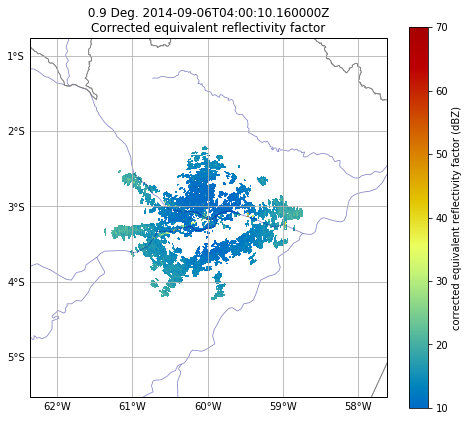 0.9 Deg. 2014-09-06T04:00:10.160000Z
Corrected equivalent reflectivity factor
1°S
2°S
3°S
4°S
5°S
62°W
61°W
60°W
59°W
58°W
70
60
50
40
30
20
10
corrected equivalent reflectivity factor (dBZ)